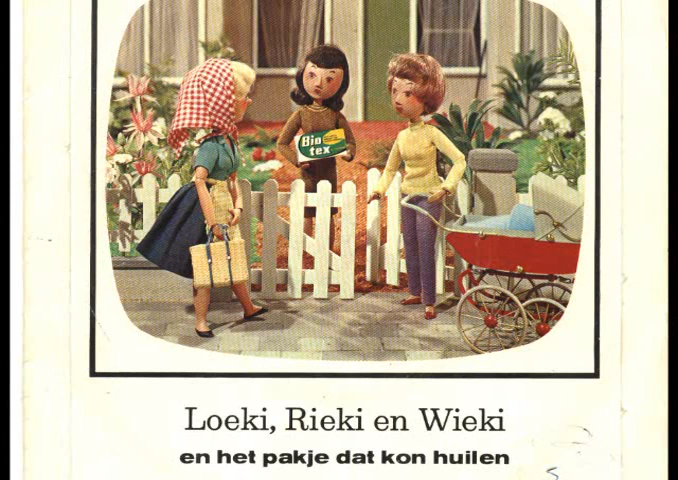 Bio
tex
Loeki, Rieki en Wieki
en het pakje dat kon huilen